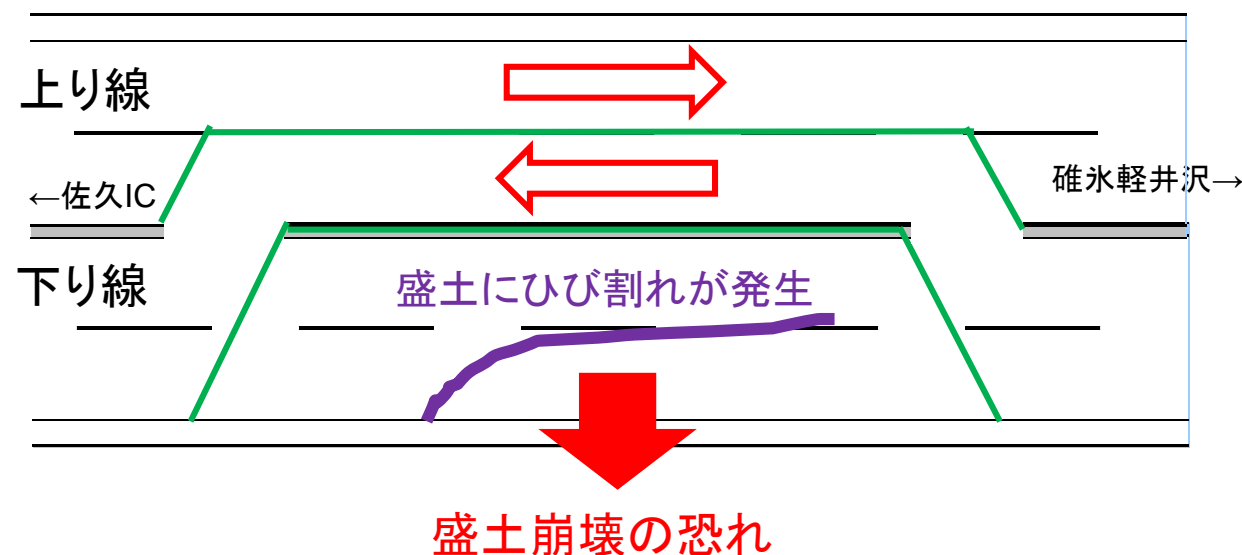 上り線
←佐久IC
碓氷軽井沢→
下り線
盛土にひび割れが発生
盛土崩壊の恐れ